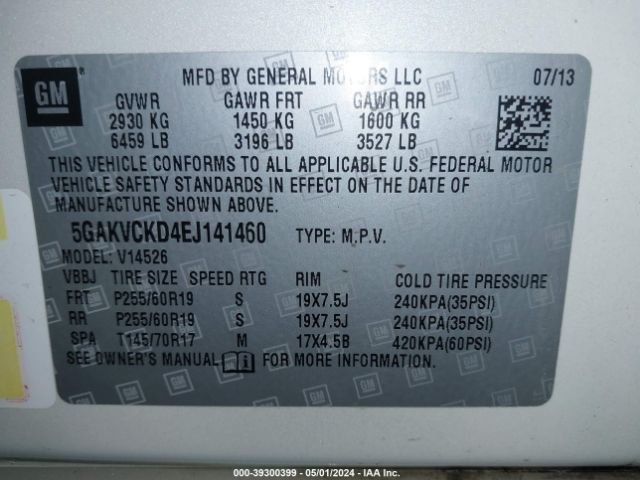 GM MFD BY GENERAL MOTORS LLC 07/13
GVWR GAWR FRT GAWR RR
2930 KG 1450 KG 1600 KG
6459 LB 3196 LB 3527 LB
THIS VEHICLE CONFORMS TO ALL APPLICABLE U.S. FEDERAL MOTOR
VEHICLE SAFETY STANDARDS IN EFFECT ON THE DATE OF
MANUFACTURE SHOWN ABOVE.
5GAKVCKD4EJ141460 TYPE: M.P.V.
MODEL: V14526
VBBJ TIRE SIZE SPEED RTG RIM COLD TIRE PRESSURE
FRT P255/60R19 S 19X7.5J 240KPA(35PSI)
RR P255/60R19 S 19X7.5J 240KPA(35PSI)
SPA T145/70R17 M 17X4.5B 420KPA(60PSI)
SEE OWNER'S MANUAL FOR MORE INFORMATION.
000-39300399 - 05/01/2024 - IAA Inc.